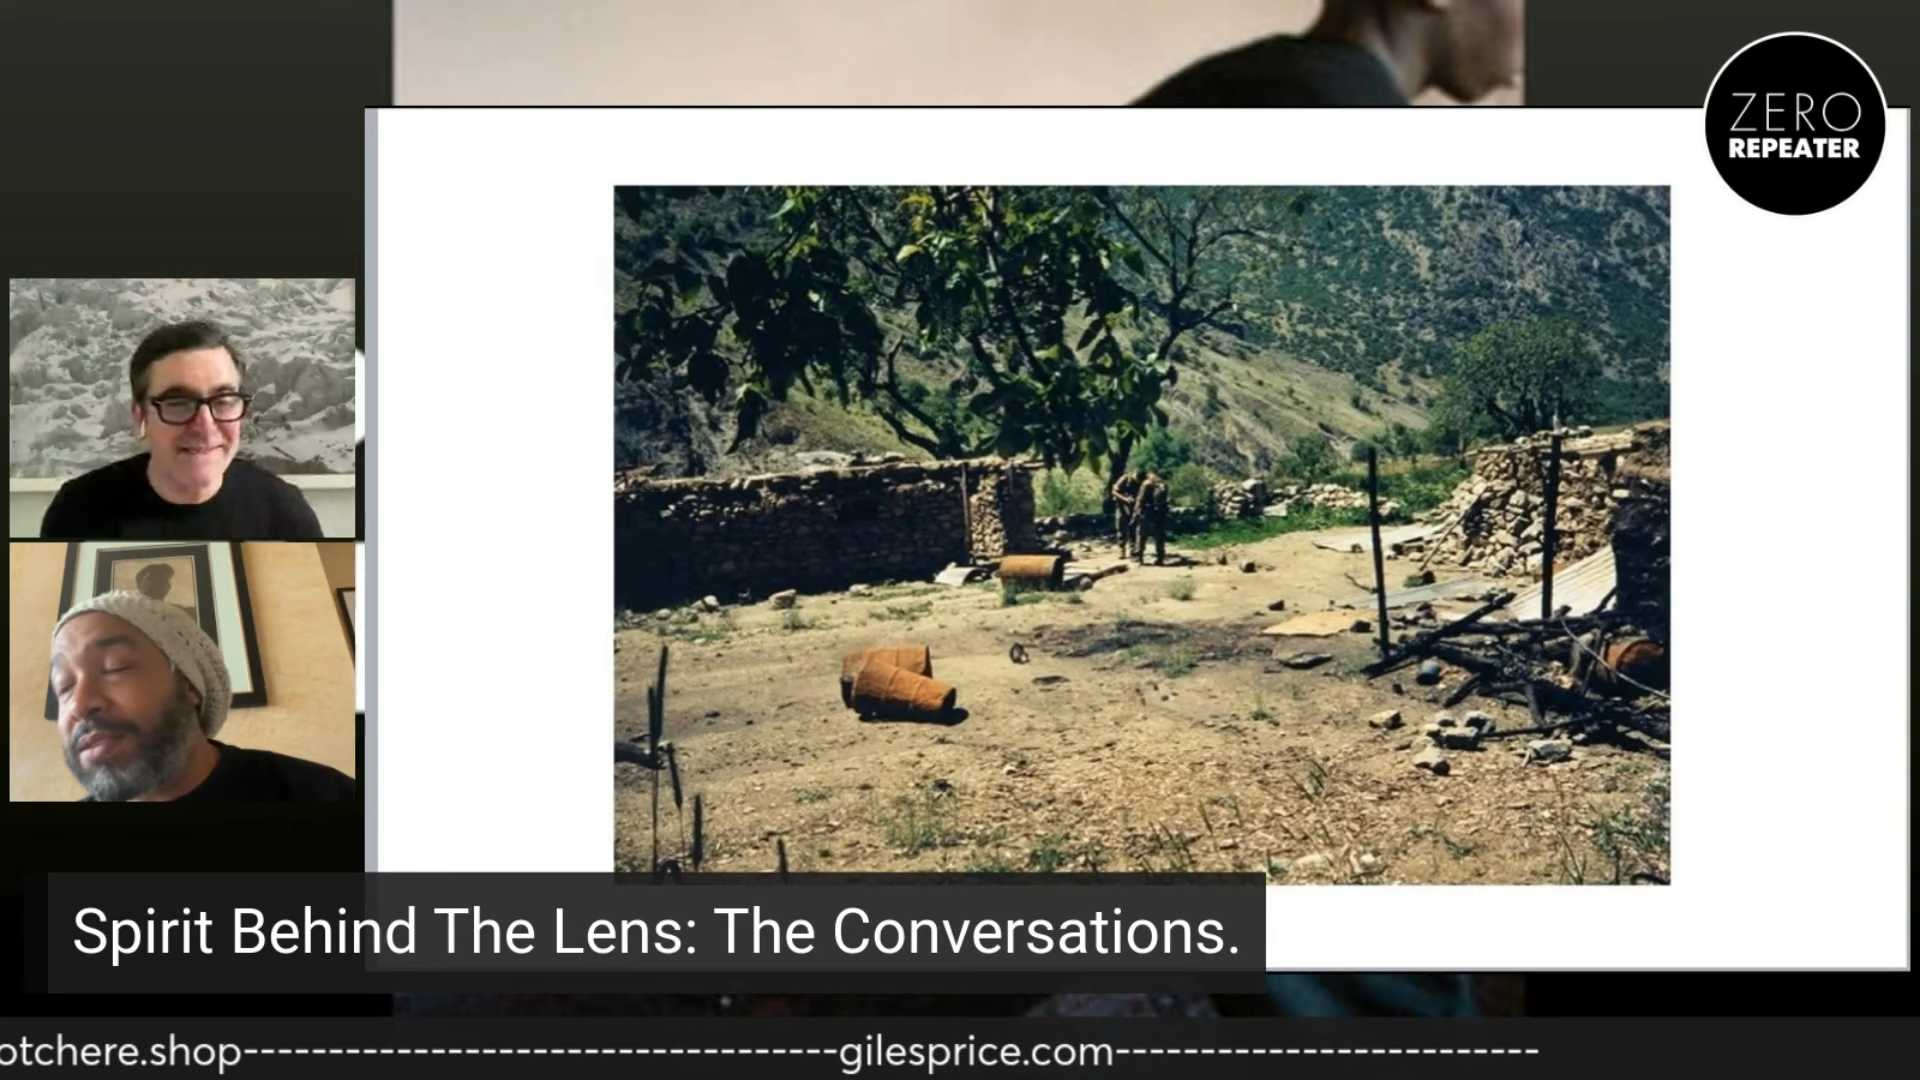 ZERO
REPEATER
Spirit Behind The Lens: The Conversations.
otchere.shop-----------------------------------gilesprice.com-------------------------